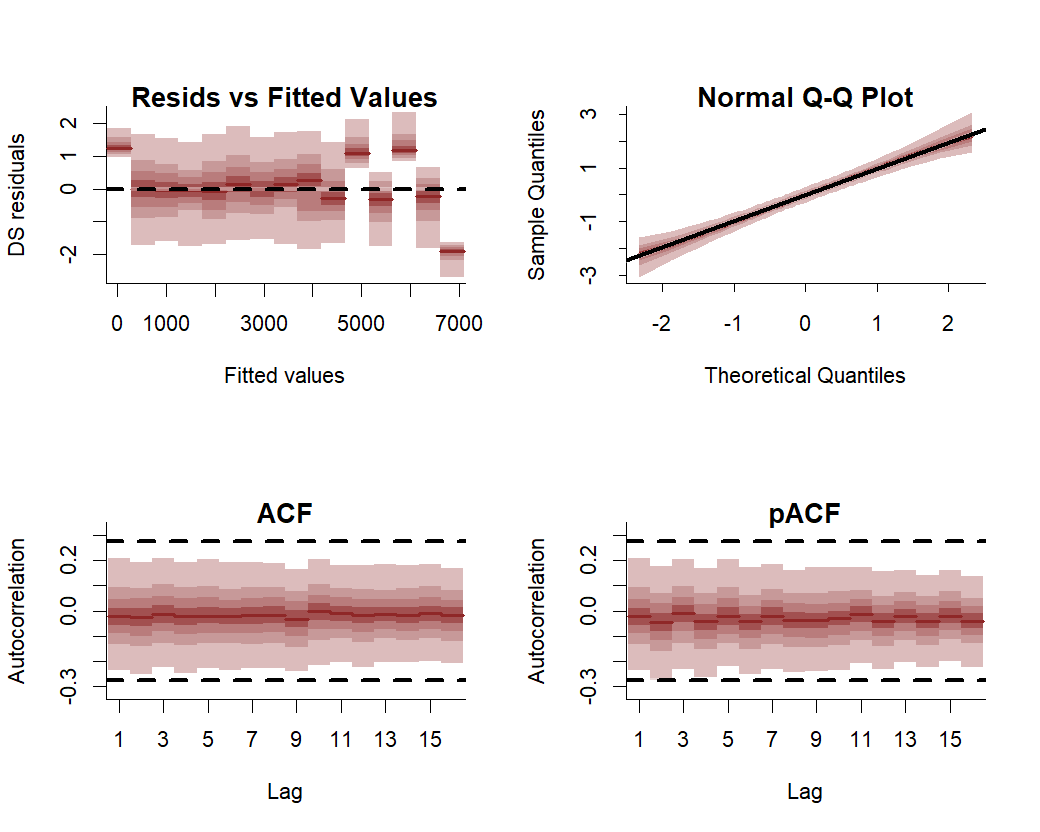 Resids vs Fitted Values
DS residuals
2
1
0
-2
0 1000 3000 5000 7000
Fitted values
Normal Q-Q Plot
Sample Quantiles
3
1
-1
-3
-2 -1 0 1 2
Theoretical Quantiles
ACF
Autocorrelation
0.2
0.0
-0.3
1 3 5 7 9 11 13 15
Lag
pACF
Autocorrelation
0.2
0.0
-0.3
1 3 5 7 9 11 13 15
Lag